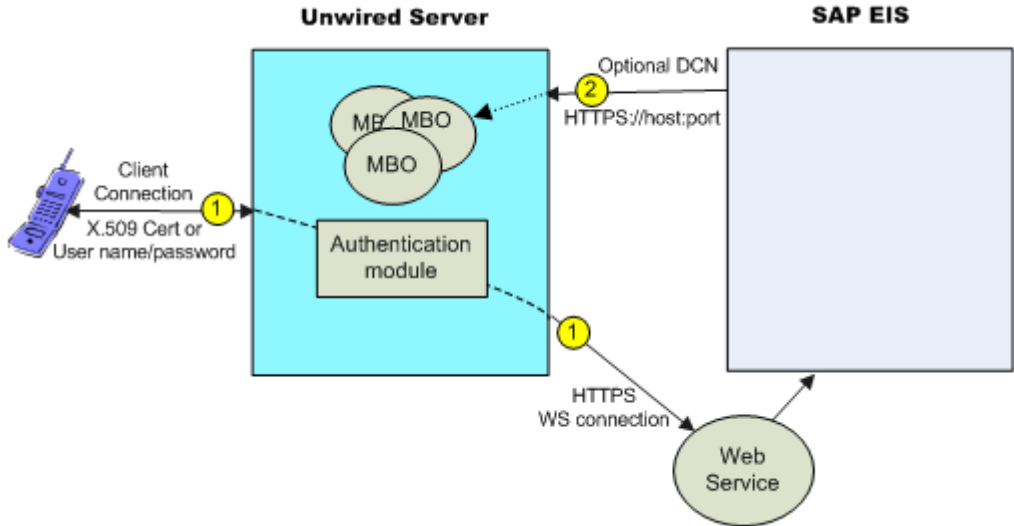 Unwired Server
SAP EIS
Optional DCN
2
HTTPS://host:port
MBO
MBO
Client
Connection
1
X.509 Cert or
User name/password
Authentication
module
1
HTTPS
WS connection
Web
Service